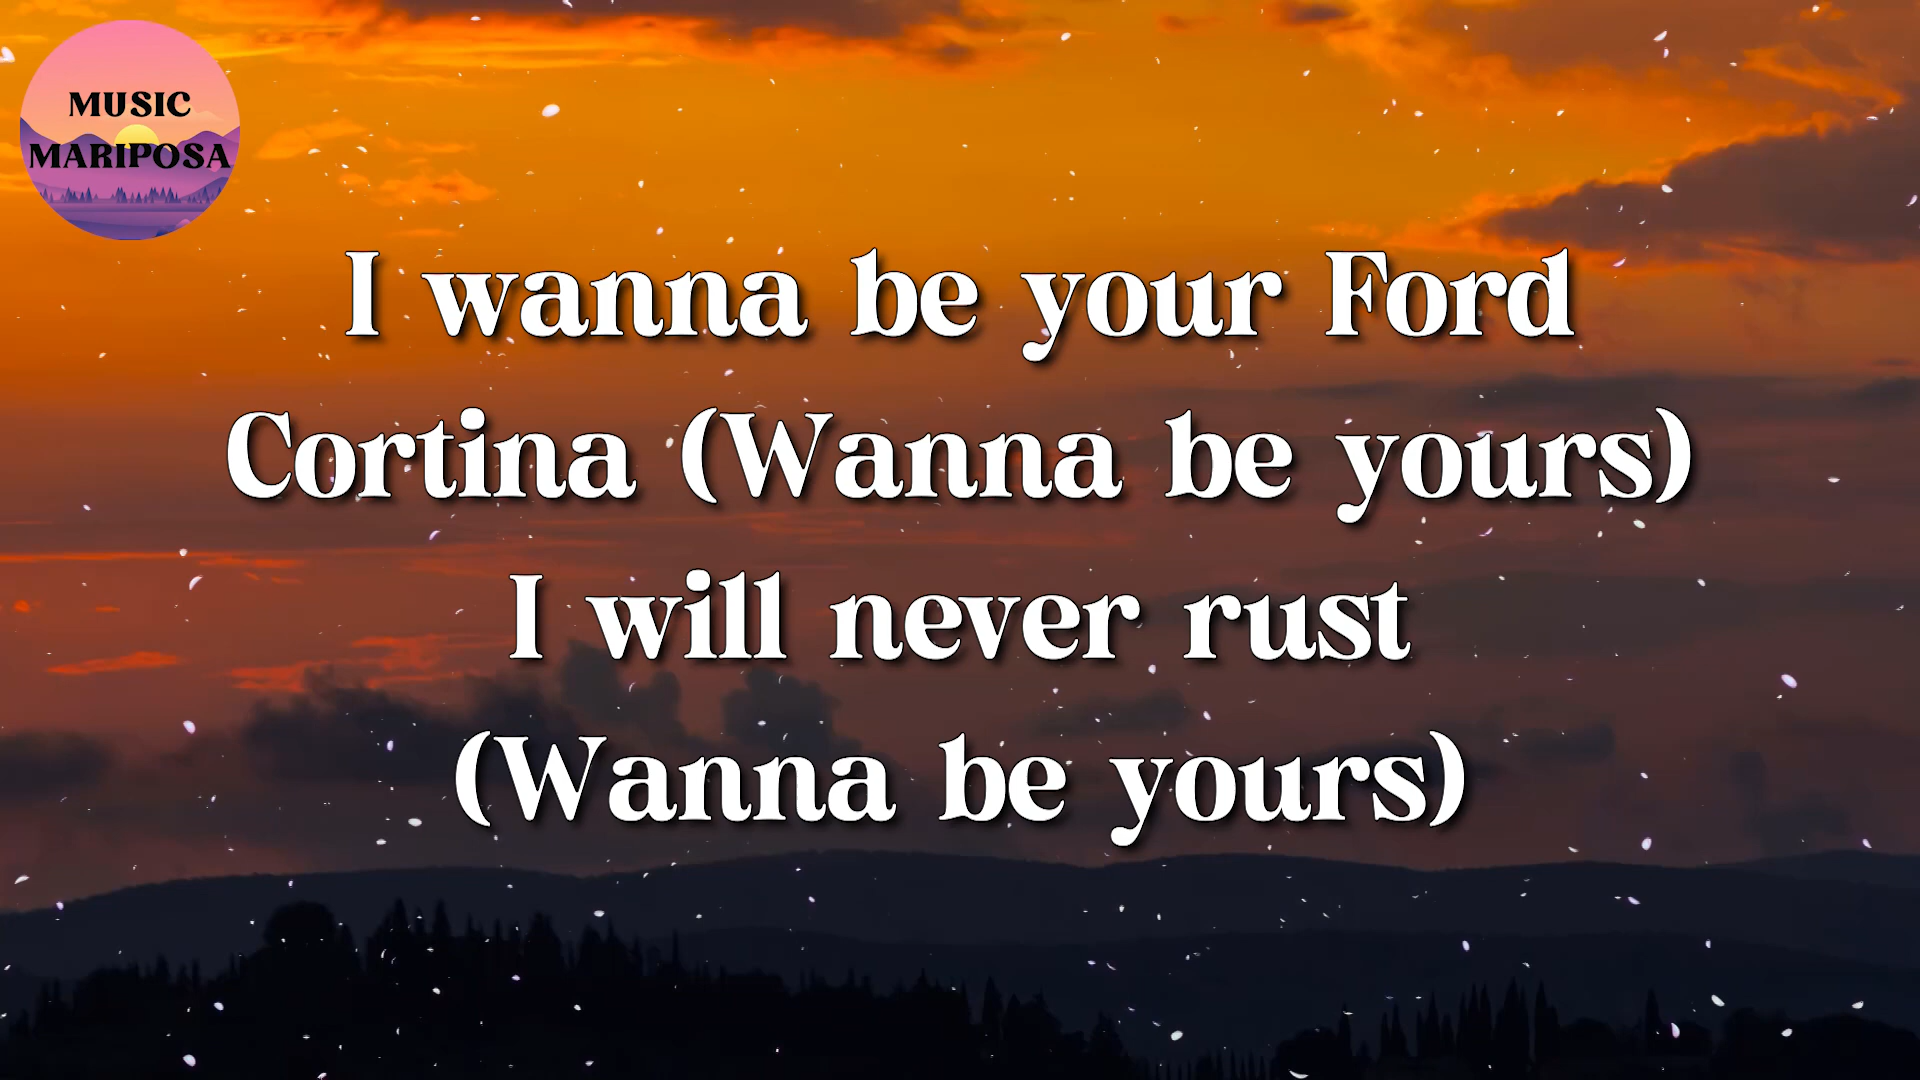 MUSIC
MARIPOSA
I wanna be your Ford
Cortina (Wanna be yours)
I will never rust
(Wanna be yours)